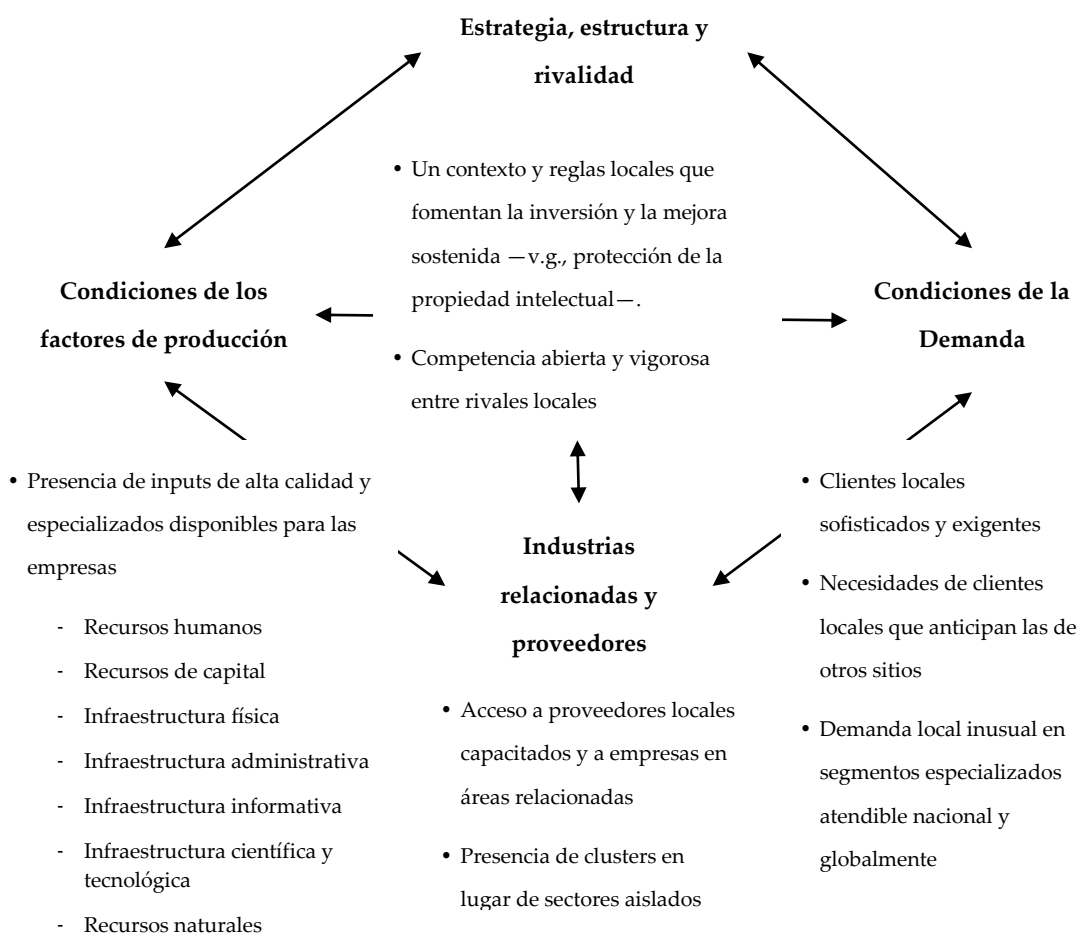 Estrategia, estructura y
rivalidad
• Un contexto y reglas locales que
fomentan la inversión y la mejora
sostenida —v.g., protección de la
propiedad intelectual—.
• Competencia abierta y vigorosa
entre rivales locales
Condiciones de los
factores de producción
• Presencia de inputs de alta calidad y
especializados disponibles para las
empresas
- Recursos humanos
- Recursos de capital
- Infraestructura física
- Infraestructura administrativa
- Infraestructura informativa
- Infraestructura científica y
tecnológica
- Recursos naturales
Industrias
relacionadas y
proveedores
• Acceso a proveedores locales
capacitados y a empresas en
áreas relacionadas
• Presencia de clusters en
lugar de sectores aislados
Condiciones de la
Demanda
• Clientes locales
sofisticados y exigentes
• Necesidades de clientes
locales que anticipan las de
otros sitios
• Demanda local inusual en
segmentos especializados
atendible nacional y
globalmente